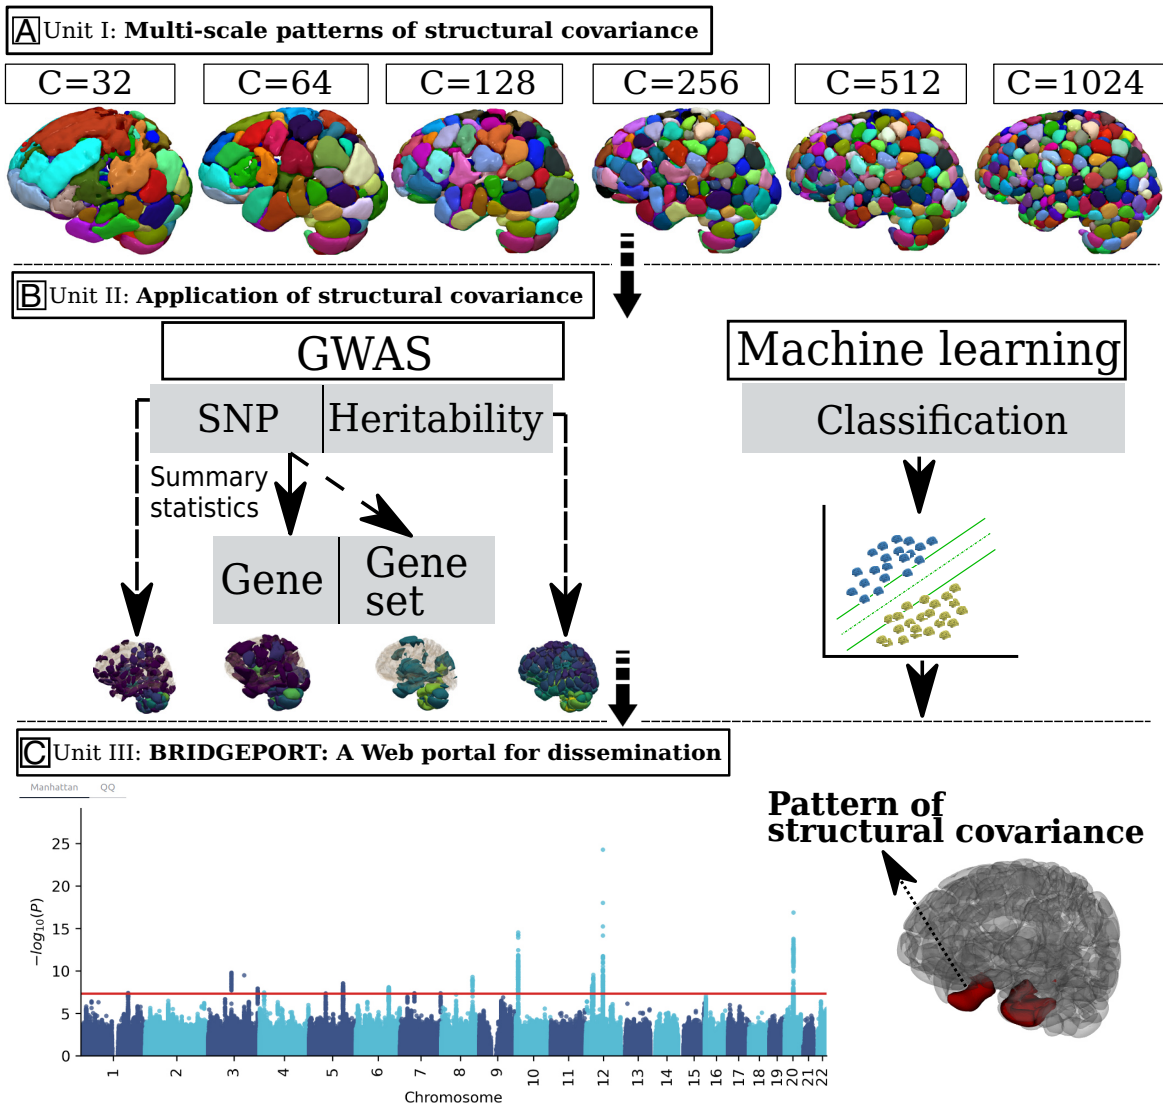 A Unit I: Multi-scale patterns of structural covariance
C=32 C=64 C=128 C=256 C=512 C=1024
B Unit II: Application of structural covariance
GWAS
Machine learning
SNP Heritability
Classification
Summary
statistics
Gene
Gene
set
C Unit III: BRIDGEPORT: A Web portal for dissemination
Manhattan QQ
Pattern of
structural covariance
25
20
15
10
5
0
−log10(P)
1 2 3 4 5 6 7 8 9 10 11 12 13 14 15 16 17 18 19 20 21 22
Chromosome